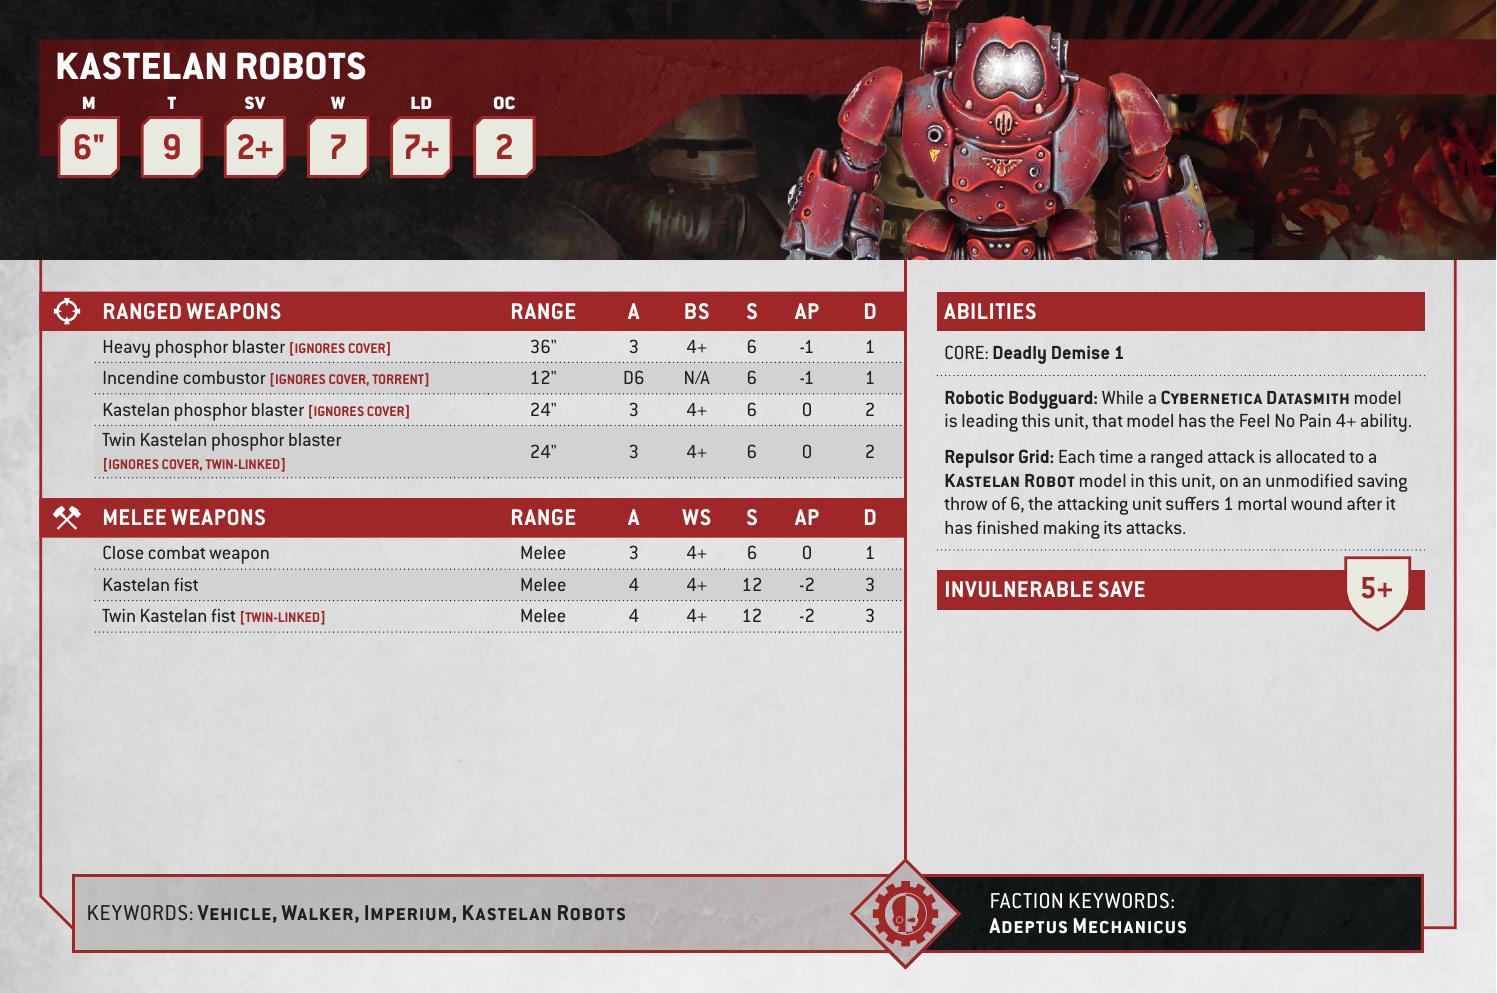 KASTELAN ROBOTS
M T SV W LD OC
6" 9 2+ 7 7+ 2
RANGED WEAPONS RANGE A BS S AP D
Heavy phosphor blaster [IGNORES COVER] 36" 3 4+ 6 -1 1
Incendine combustor [IGNORES COVER, TORRENT] 12" D6 N/A 6 -1 1
Kastelan phosphor blaster [IGNORES COVER] 24" 3 4+ 6 0 2
Twin Kastelan phosphor blaster
[IGNORES COVER, TWIN-LINKED] 24" 3 4+ 6 0 2
MELEE WEAPONS RANGE A WS S AP D
Close combat weapon Melee 3 4+ 6 0 1
Kastelan fist Melee 4 4+ 12 -2 3
Twin Kastelan fist [TWIN-LINKED] Melee 4 4+ 12 -2 3
ABILITIES
CORE: Deadly Demise 1
Robotic Bodyguard: While a CYBERNETICA DATASMITH model
is leading this unit, that model has the Feel No Pain 4+ ability.
Repulsor Grid: Each time a ranged attack is allocated to a
KASTELAN ROBOT model in this unit, on an unmodified saving
throw of 6, the attacking unit suffers 1 mortal wound after it
has finished making its attacks.
INVULNERABLE SAVE 5+
KEYWORDS: VEHICLE, WALKER, IMPERIUM, KASTELAN ROBOTS
FACTION KEYWORDS:
ADEPTUS MECHANICUS